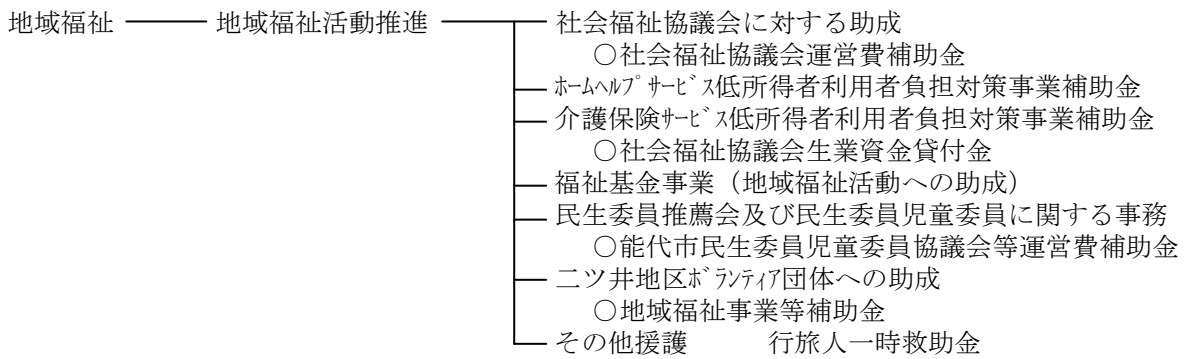 地域福祉 地域福祉活動推進 社会福祉協議会に対する助成
○社会福祉協議会運営費補助金
ﾎｰﾑﾍﾙﾌﾟｻｰﾋﾞｽ低所得者利用者負担対策事業補助金
介護保険ｻｰﾋﾞｽ低所得者利用者負担対策事業補助金
○社会福祉協議会生業資金貸付金
福祉基金事業（地域福祉活動への助成）
民生委員推薦会及び民生委員児童委員に関する事務
○能代市民生委員児童委員協議会等運営費補助金
二ツ井地区ﾎﾞﾗﾝﾃｨｱ団体への助成
○地域福祉事業等補助金
その他援護 行旅人一時救助金